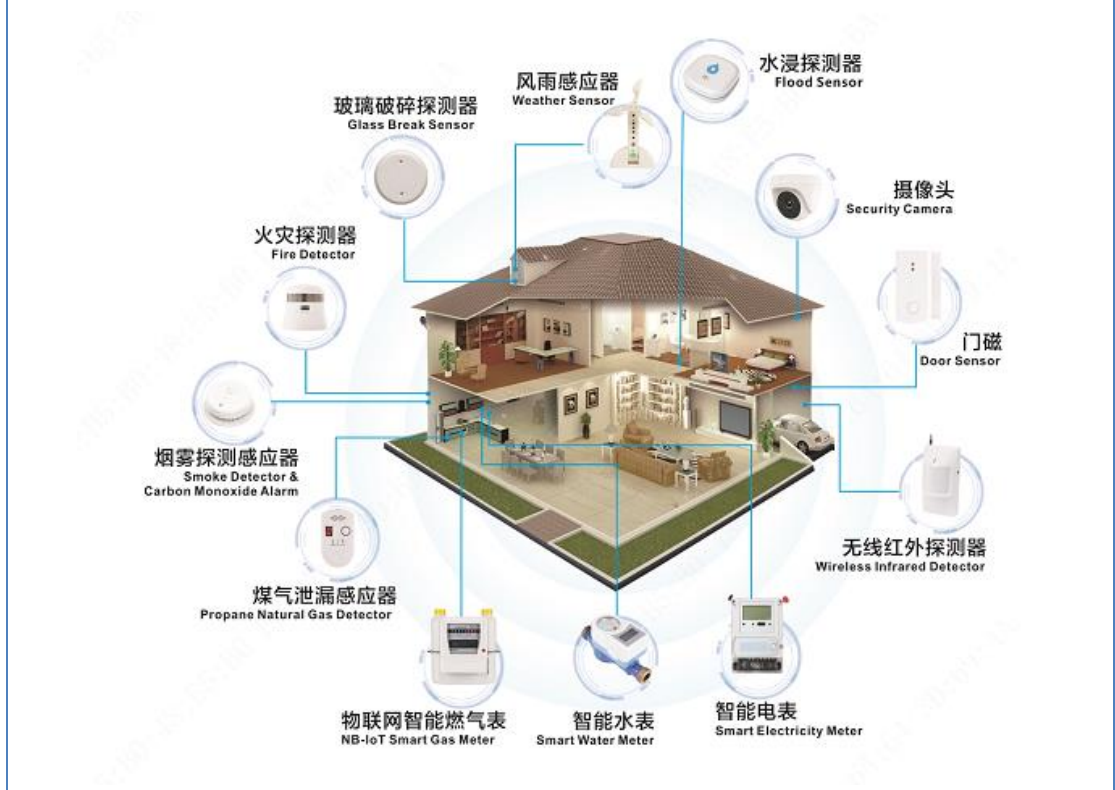 水浸探测器
Flood Sensor
风雨感应器
Weather Sensor
玻璃破碎探测器
Glass Break Sensor
摄像头
Security Camera
火灾探测器
Fire Detector
门磁
Door Sensor
烟雾探测感应器
Smoke Detector &
Carbon Monoxide Alarm
无线红外探测器
Wireless Infrared Detector
煤气泄漏感应器
Propane Natural Gas Detector
物联网智能燃气表
NB-IoT Smart Gas Meter
智能水表
Smart Water Meter
智能电表
Smart Electricity Meter